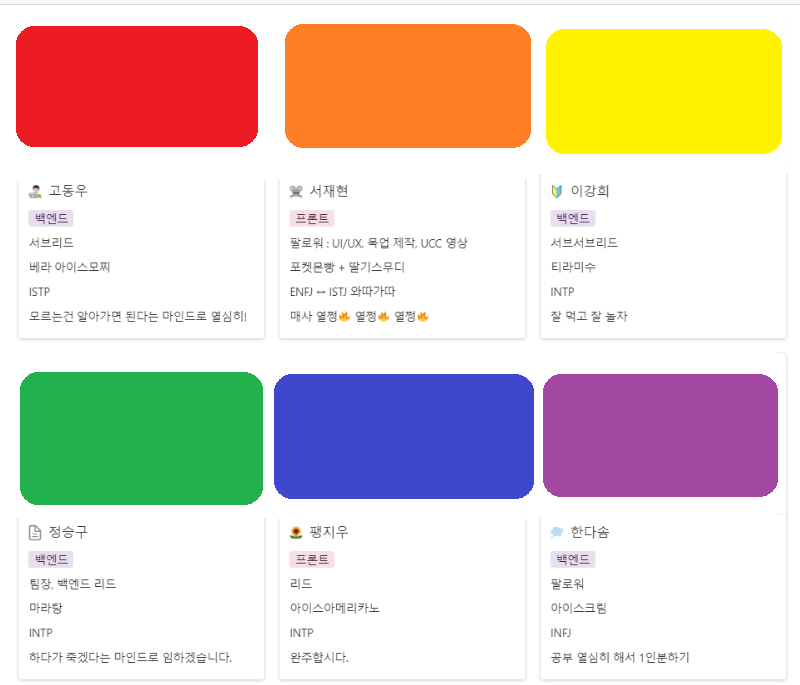 고동우
백엔드
서브리드
베라 아이스모찌
ISTP
모르는건 알아가면 된다는 마인드로 열심히!
서재현
프론트
팔로워 : UI/UX, 목업 제작, UCC 영상
포켓몬빵 + 딸기스무디
ENFJ ↔ ISTJ 와따가따
매사 열쩡🔥 열쩡🔥 열쩡🔥
이강희
백엔드
서브서브리드
티라미수
INTP
잘 먹고 잘 놀자
정승구
백엔드
팀장, 백엔드 리드
마라탕
INTP
하다가 죽겠다는 마인드로 임하겠습니다.
팽지우
프론트
리드
아이스아메리카노
INTP
완주합시다.
한다솜
백엔드
팔로워
아이스크림
INFJ
공부 열심히 해서 1인분하기